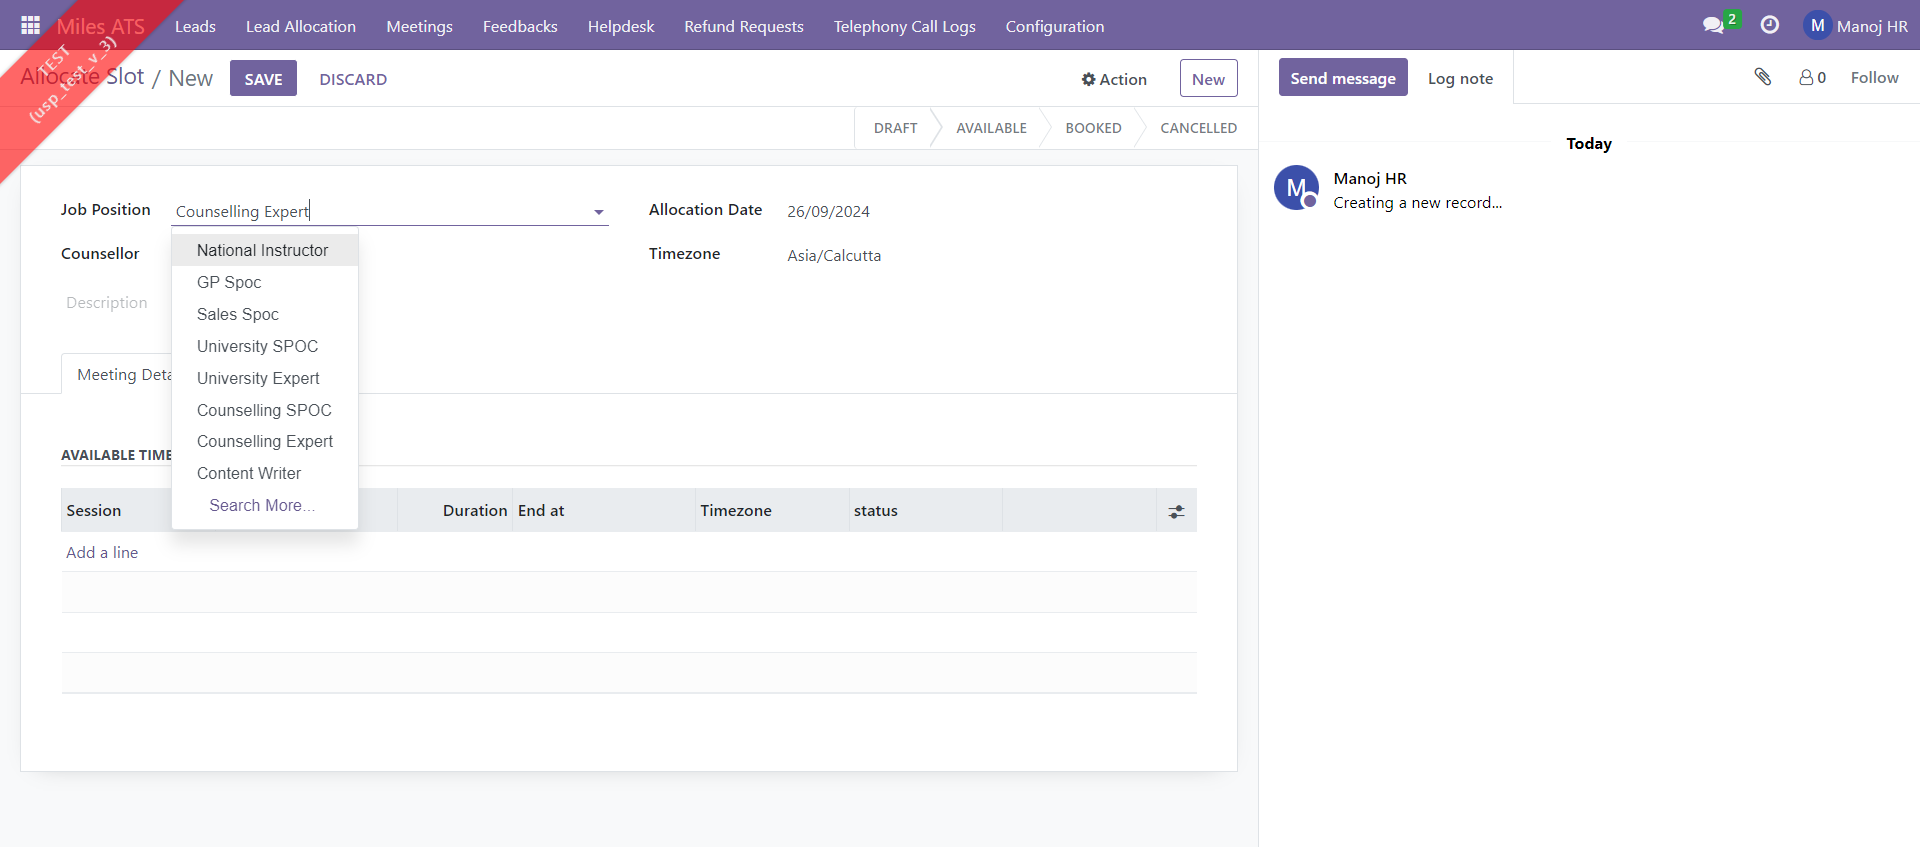 Miles ATS Leads Lead Allocation Meetings Feedbacks Helpdesk Refund Requests Telephony Call Logs Configuration 2 M Manoj HR
TEST
(usp_test_v_3)
Allocate Slot / New SAVE DISCARD Action New
Send message Log note 0 Follow
DRAFT AVAILABLE BOOKED CANCELLED
Today
M Manoj HR
Creating a new record...
Job Position Counselling Expert Allocation Date 26/09/2024
Counsellor Timezone Asia/Calcutta
Description
National Instructor
GP Spoc
Sales Spoc
University SPOC
University Expert
Counselling SPOC
Counselling Expert
Content Writer
Search More...
Meeting Deta
AVAILABLE TIME
Session Duration End at Timezone status
Add a line